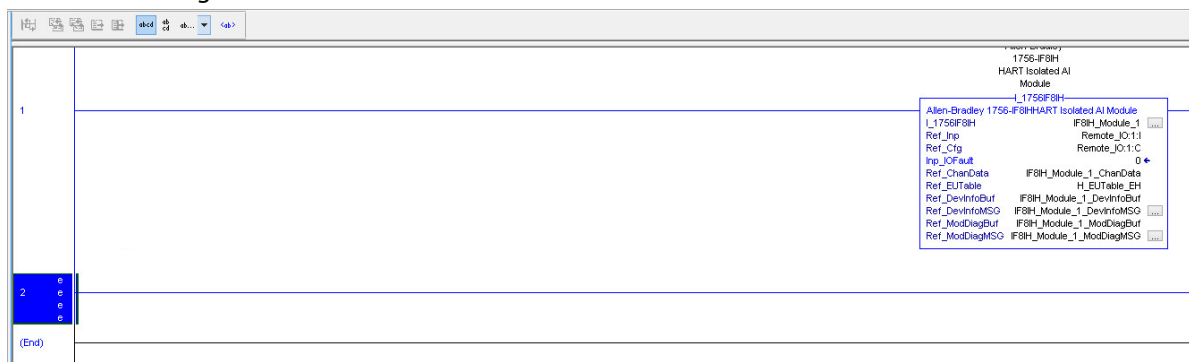 abcd ab cd ab... <ab>
1756-IF8IH
HART Isolated AI
Module
1
I_1756IF8IH
Allen-Bradley 1756-IF8IHHART Isolated AI Module
I_1756IF8IH IF8IH_Module_1 ...
Ref_Inp Remote_IO:1:I
Ref_Cfg Remote_IO:1:C
Inp_IOFault 0
Ref_ChanData IF8IH_Module_1_ChanData
Ref_EUTable H_EUTable_EH
Ref_DevInfoBuf IF8IH_Module_1_DevInfoBuf
Ref_DevInfoMSG IF8IH_Module_1_DevInfoMSG ...
Ref_ModDiagBuf IF8IH_Module_1_ModDiagBuf
Ref_ModDiagMSG IF8IH_Module_1_ModDiagMSG ...
e
2 e
e
e
(End)